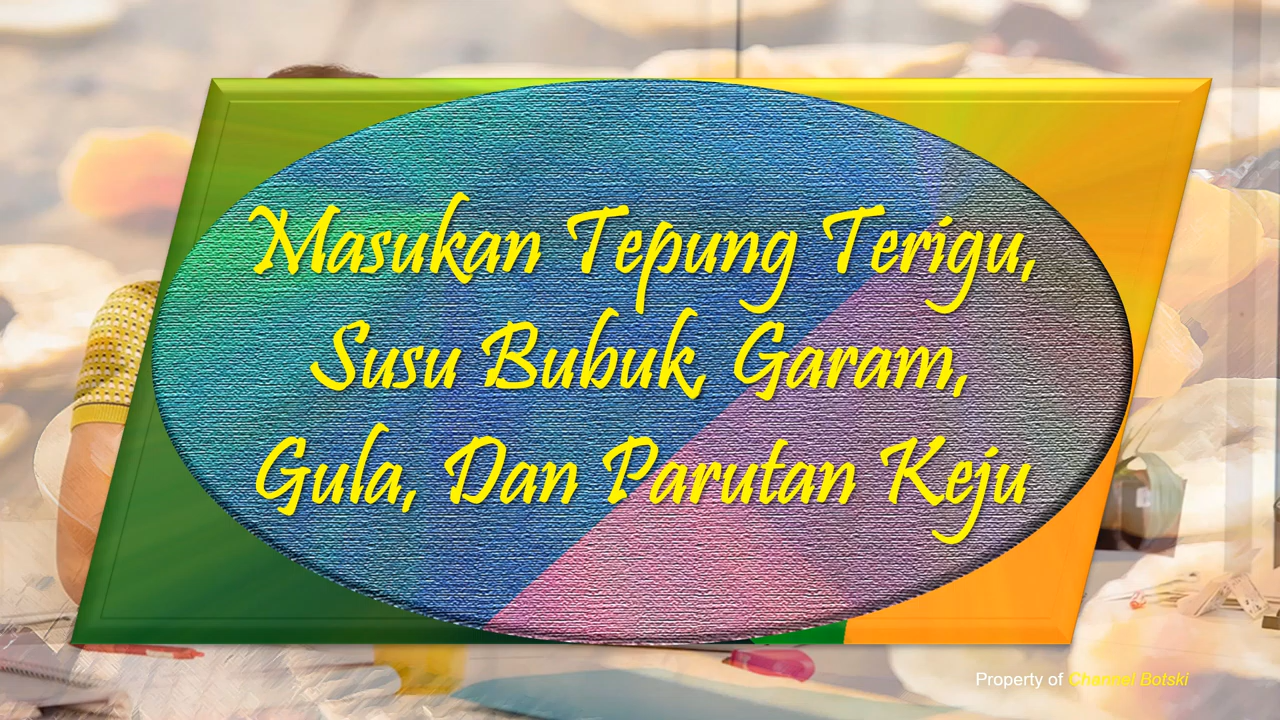 Masukan Tepung Terigu,
Susu Bubuk, Garam,
Gula, Dan Parutan Keju
Property of Channel Botski